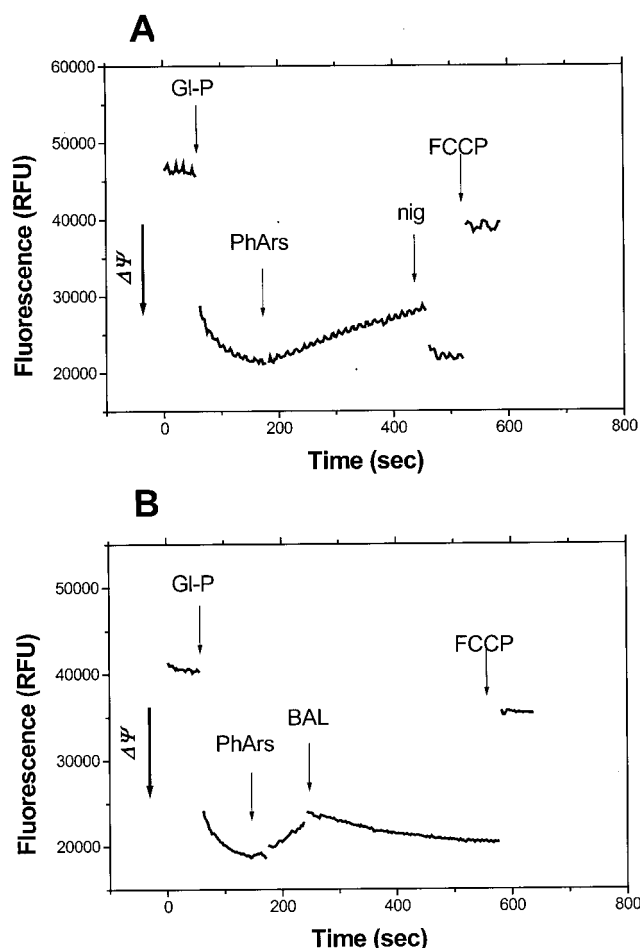 A
60000
50000
40000
30000
20000
Fluorescence (RFU)
ΔΨ
Gl-P
PhArs
nig
FCCP
0
200
400
600
800
Time (sec)
B
50000
40000
30000
20000
Fluorescence (RFU)
ΔΨ
Gl-P
PhArs
BAL
FCCP
0
200
400
600
800
Time (sec)